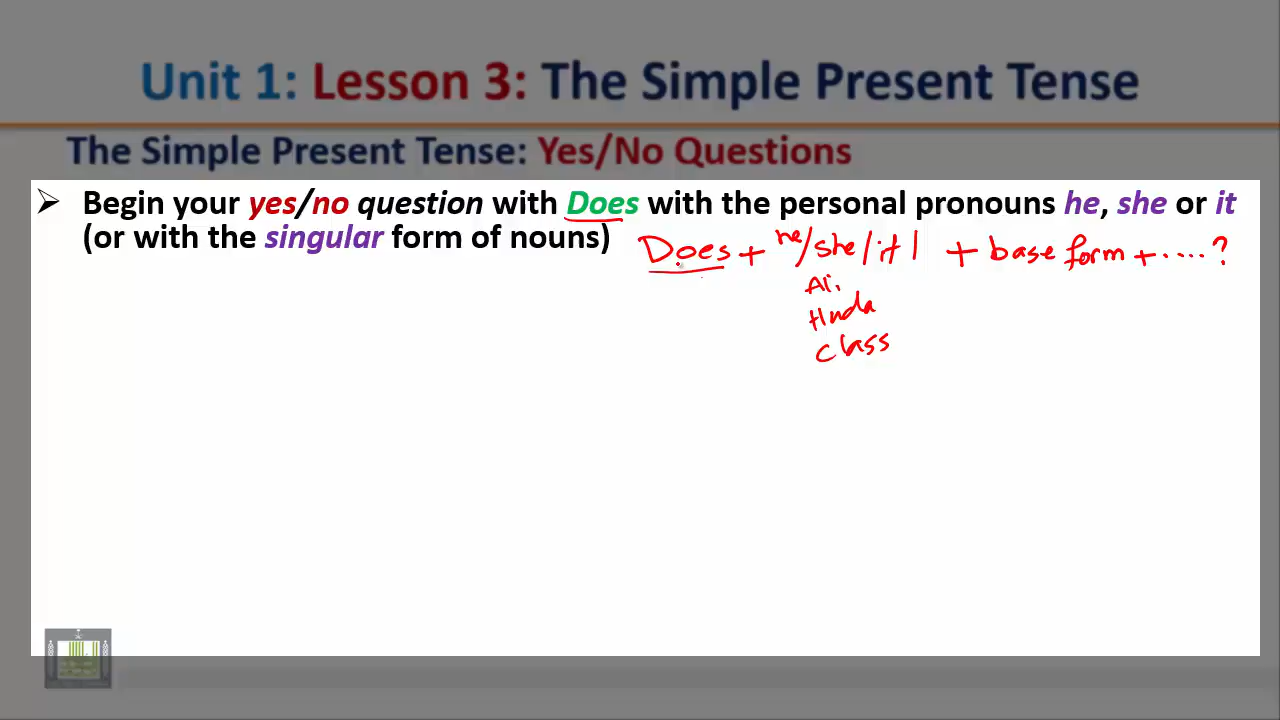 Unit 1: Lesson 3: The Simple Present Tense
The Simple Present Tense: Yes/No Questions
➢ Begin your yes/no question with Does with the personal pronouns he, she or it
(or with the singular form of nouns)
Does + he/she/it/ + base form + .....?
Ali
Huda
Class